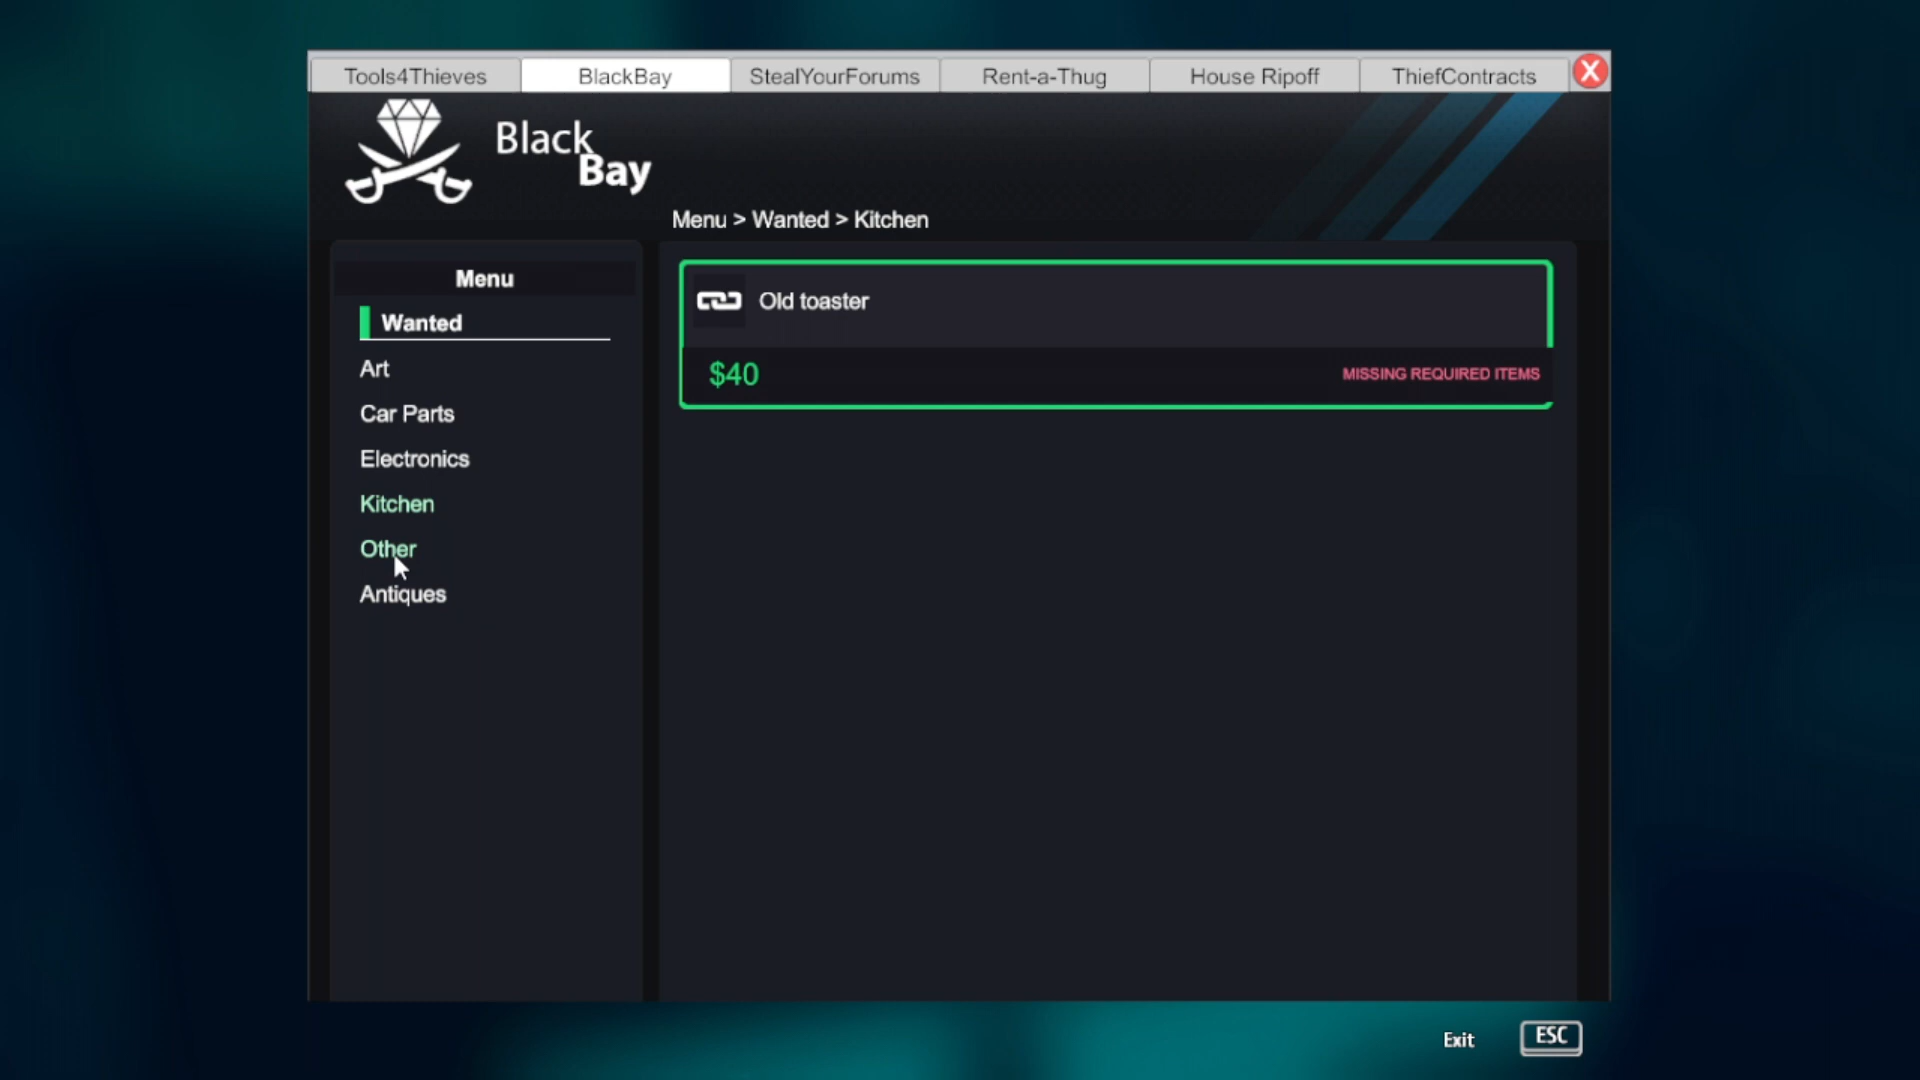 Tools4Thieves
BlackBay
StealYourForums
Rent-a-Thug
House Ripoff
ThiefContracts
X
Black
Bay
Menu > Wanted > Kitchen
Menu
Wanted
Art
Car Parts
Electronics
Kitchen
Other
Antiques
Old toaster
$40
MISSING REQUIRED ITEMS
Exit
ESC